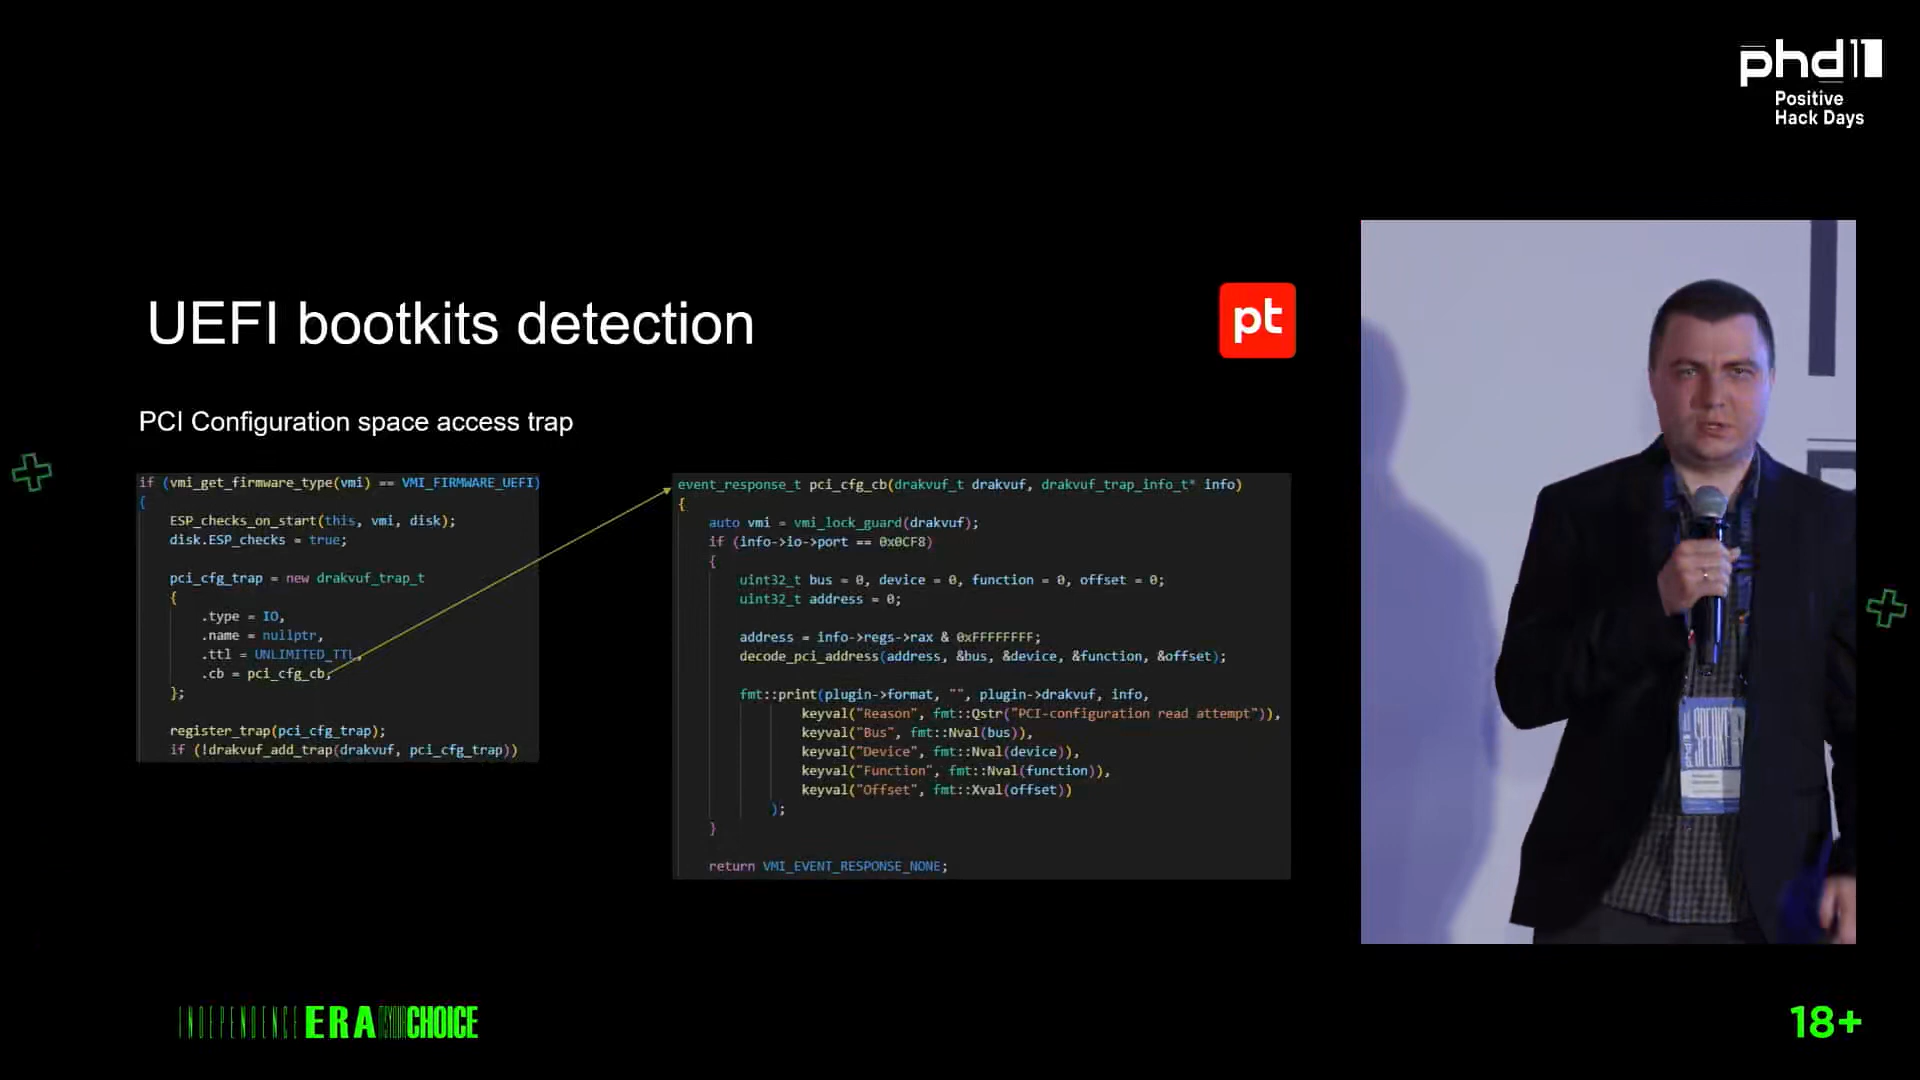 phd11
Positive
Hack Days
UEFI bootkits detection
pt
PCI Configuration space access trap
if (vmi_get_firmware_type(vmi) == VMI_FIRMWARE_UEFI)
{
ESP_checks_on_start(this, vmi, disk);
disk.ESP_checks = true;
pci_cfg_trap = new drakvuf_trap_t
{
.type = IO,
.name = nullptr,
.ttl = UNLIMITED_TTL,
.cb = pci_cfg_cb,
};
register_trap(pci_cfg_trap);
if (!drakvuf_add_trap(drakvuf, pci_cfg_trap))
event_response_t pci_cfg_cb(drakvuf_t drakvuf, drakvuf_trap_info_t* info)
{
auto vmi = vmi_lock_guard(drakvuf);
if (info->io->port == 0x0CF8)
{
uint32_t bus = 0, device = 0, function = 0, offset = 0;
uint32_t address = 0;
address = info->regs->rax & 0xFFFFFFFF;
decode_pci_address(address, &bus, &device, &function, &offset);
fmt::print(plugin->format, "", plugin->drakvuf, info,
keyval("Reason", fmt::Qstr("PCI-configuration read attempt")),
keyval("Bus", fmt::Nval(bus)),
keyval("Device", fmt::Nval(device)),
keyval("Function", fmt::Nval(function)),
keyval("Offset", fmt::Xval(offset))
);
}
return VMI_EVENT_RESPONSE_NONE;
phd11 SPEAKER
INDEPENDENCE ERA IS YOUR CHOICE
18+